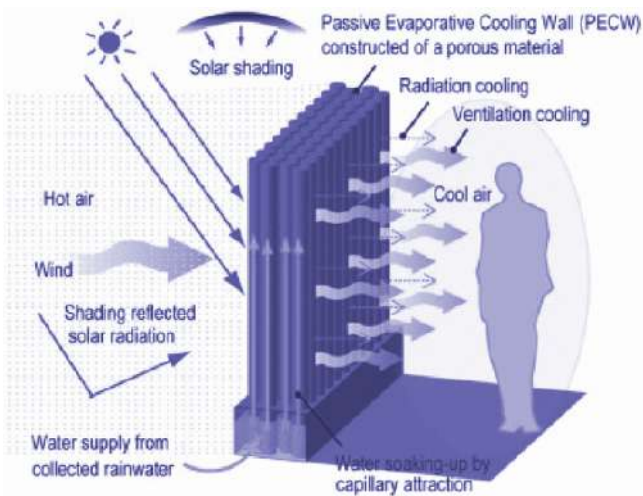 Passive Evaporative Cooling Wall (PECW)
constructed of a porous material
Solar shading
Radiation cooling
Ventilation cooling
Hot air
Cool air
Wind
Shading reflected
solar radiation
Water supply from
collected rainwater
Water soaking-up by
capillary attraction